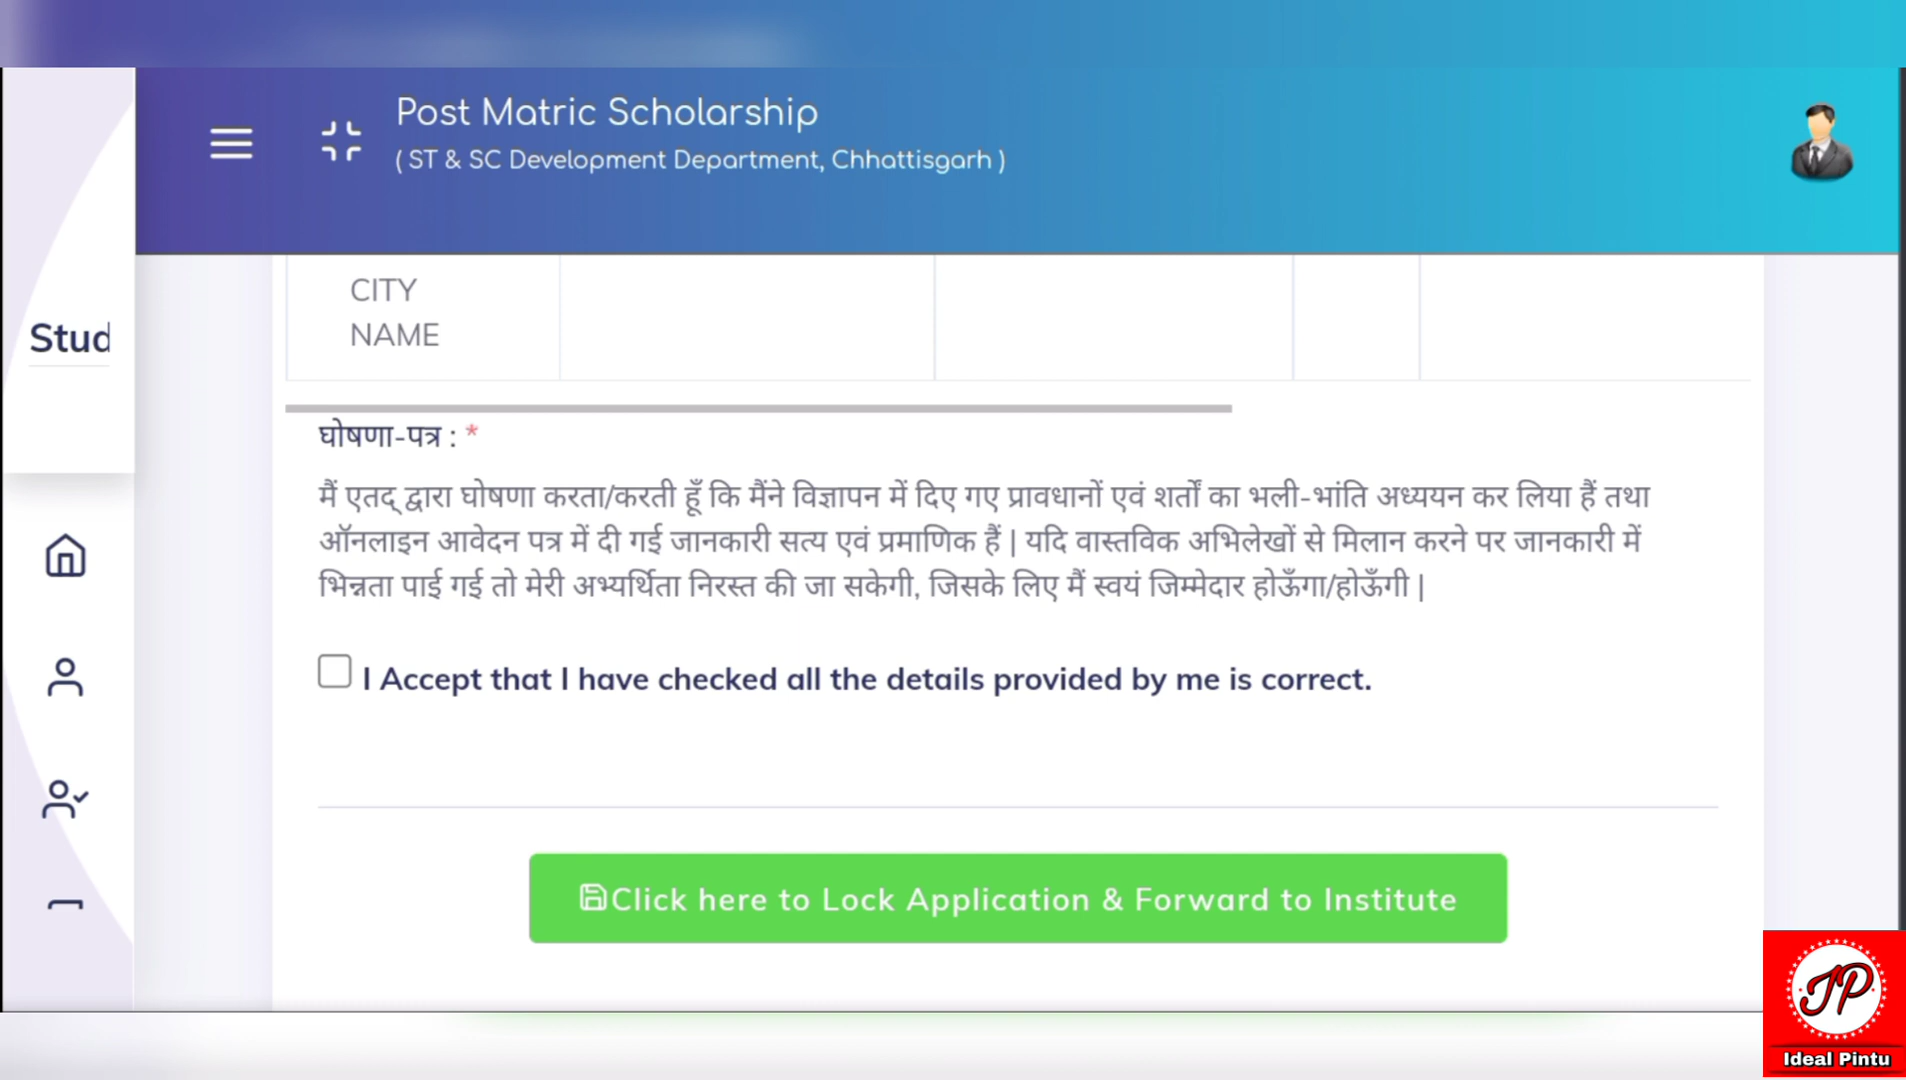 Post Matric Scholarship
( ST & SC Development Department, Chhattisgarh )
Stud
CITY
NAME
घोषणा-पत्र : *
मैं एतद् द्वारा घोषणा करता/करती हूँ कि मैंने विज्ञापन में दिए गए प्रावधानों एवं शर्तों का भली-भांति अध्ययन कर लिया हैं तथा
ऑनलाइन आवेदन पत्र में दी गई जानकारी सत्य एवं प्रमाणिक हैं | यदि वास्तविक अभिलेखों से मिलान करने पर जानकारी में
भिन्नता पाई गई तो मेरी अभ्यर्थिता निरस्त की जा सकेगी, जिसके लिए मैं स्वयं जिम्मेदार होऊँगा/होऊँगी |
I Accept that I have checked all the details provided by me is correct.
Click here to Lock Application & Forward to Institute
JP
Ideal Pintu